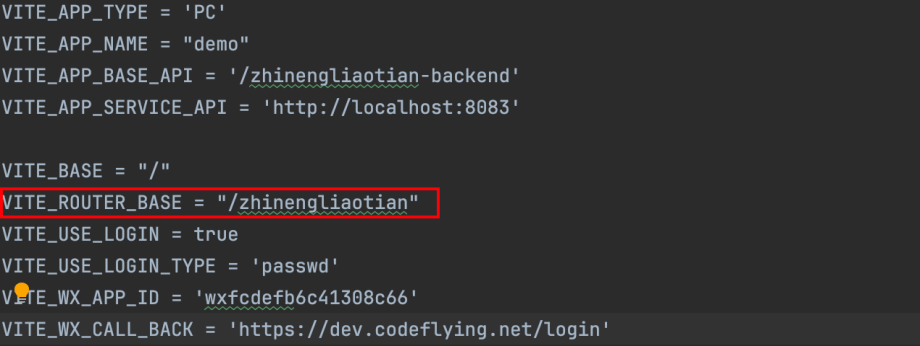 VITE_APP_TYPE = 'PC'
VITE_APP_NAME = "demo"
VITE_APP_BASE_API = '/zhinengliaotian-backend'
VITE_APP_SERVICE_API = 'http://localhost:8083'
VITE_BASE = "/"
VITE_ROUTER_BASE = "/zhinengliaotian"
VITE_USE_LOGIN = true
VITE_USE_LOGIN_TYPE = 'passwd'
VITE_WX_APP_ID = 'wxfcdefb6c41308c66'
VITE_WX_CALL_BACK = 'https://dev.codeflying.net/login'